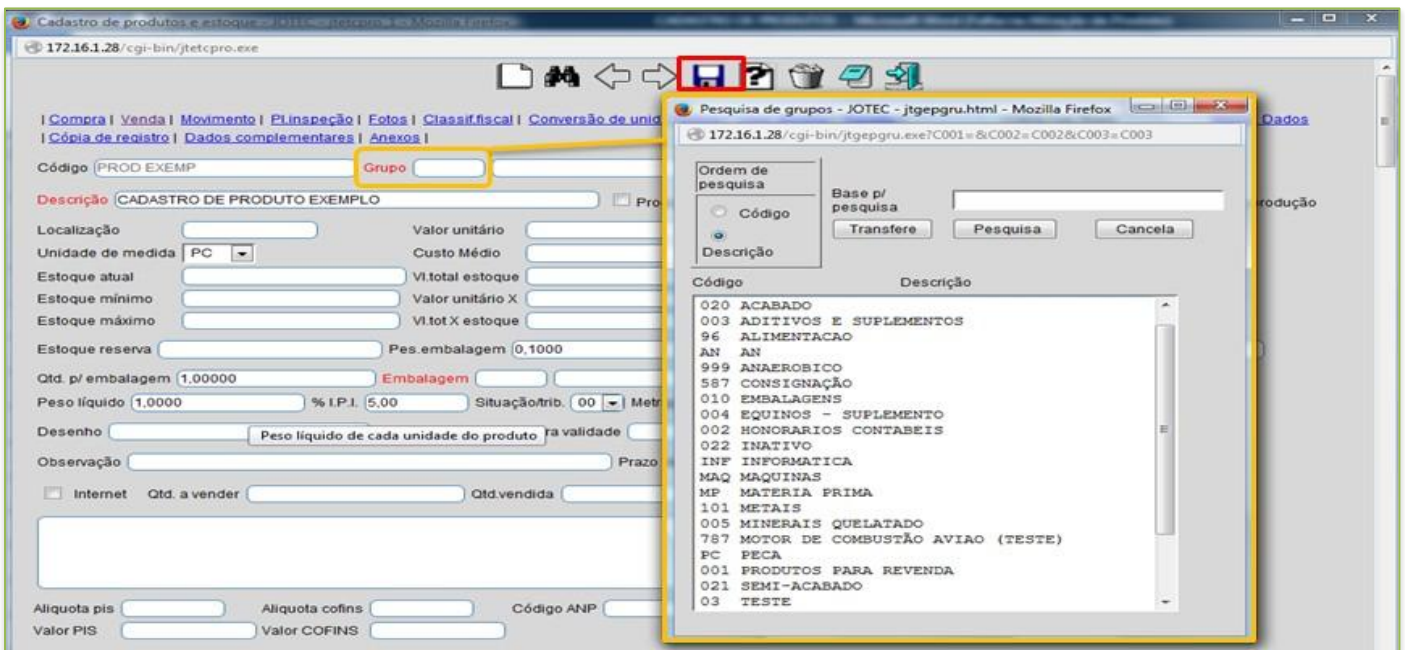 Cadastro de produtos e estoque - JOTEC - jtetcpro_1 - Mozilla Firefox
172.16.1.28/cgi-bin/jtetcpro.exe
| Compra | Venda | Movimento | Pl.inspeção | Fotos | Classif.fiscal | Conversão de unid
Dados
| Cópia de registro | Dados complementares | Anexos |
Código PROD EXEMP Grupo
Descrição CADASTRO DE PRODUTO EXEMPLO Pro
rodução
Localização Valor unitário
Unidade de medida PC Custo Médio
Estoque atual Vl.total estoque
Estoque mínimo Valor unitário X
Estoque máximo Vl.tot X estoque
Estoque reserva Pes.embalagem 0,1000
Qtd. p/ embalagem 1,00000 Embalagem
Peso líquido 1,0000 % I.P.I. 5,00 Situação/trib. 00 Metr
Desenho Peso líquido de cada unidade do produto ra validade
Observação Prazo
Internet Qtd. a vender Qtd.vendida
Aliquota pis Aliquota cofins Código ANP
Valor PIS Valor COFINS
Pesquisa de grupos - JOTEC - jtgepgru.html - Mozilla Firefox
172.16.1.28/cgi-bin/jtgepgru.exe?C001=&C002=C002&C003=C003
Ordem de
pesquisa
Código
Descrição
Base p/
pesquisa
Transfere Pesquisa Cancela
Código Descrição
020 ACABADO
003 ADITIVOS E SUPLEMENTOS
96 ALIMENTACAO
AN AN
999 ANAEROBICO
587 CONSIGNAÇÃO
010 EMBALAGENS
004 EQUINOS - SUPLEMENTO
002 HONORARIOS CONTABEIS
022 INATIVO
INF INFORMATICA
MAQ MAQUINAS
MP MATERIA PRIMA
101 METAIS
005 MINERAIS QUELATADO
787 MOTOR DE COMBUSTÃO AVIAO (TESTE)
PC PECA
001 PRODUTOS PARA REVENDA
021 SEMI-ACABADO
03 TESTE